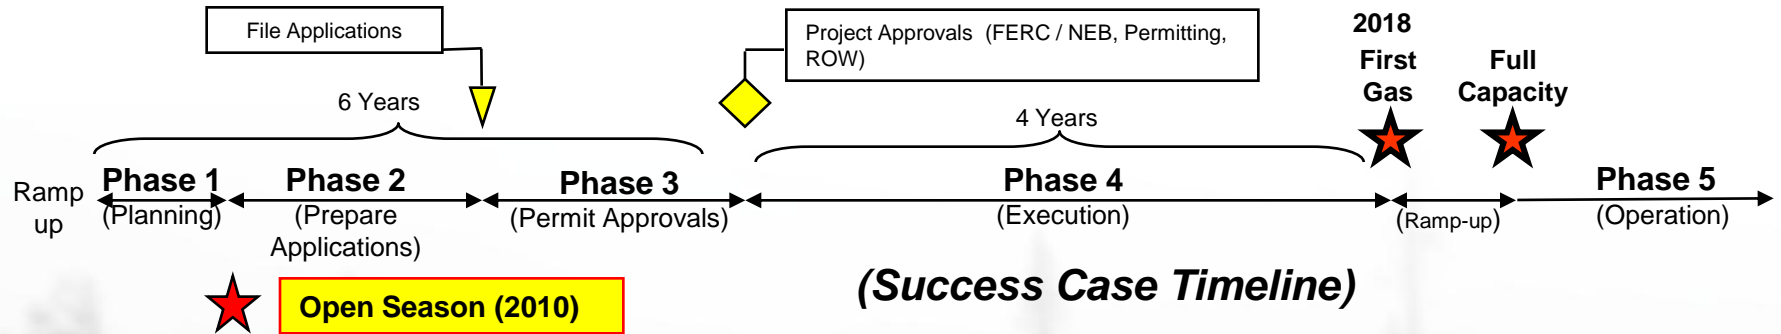 File Applications
Project Approvals (FERC / NEB, Permitting,
ROW)
2018
First
Gas
Full
Capacity
6 Years
4 Years
Ramp
up
Phase 1
(Planning)
Phase 2
(Prepare
Applications)
Phase 3
(Permit Approvals)
Phase 4
(Execution)
(Ramp-up)
Phase 5
(Operation)
Open Season (2010)
(Success Case Timeline)